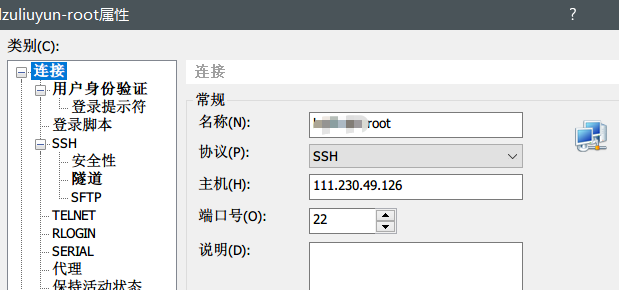 lzuliuyun-root属性
?
类别(C):
连接
用户身份验证
登录提示符
登录脚本
SSH
安全性
隧道
SFTP
TELNET
RLOGIN
SERIAL
代理
保持活动状态
连接
常规
名称(N):
root
协议(P):
SSH
主机(H):
111.230.49.126
端口号(O):
22
说明(D):